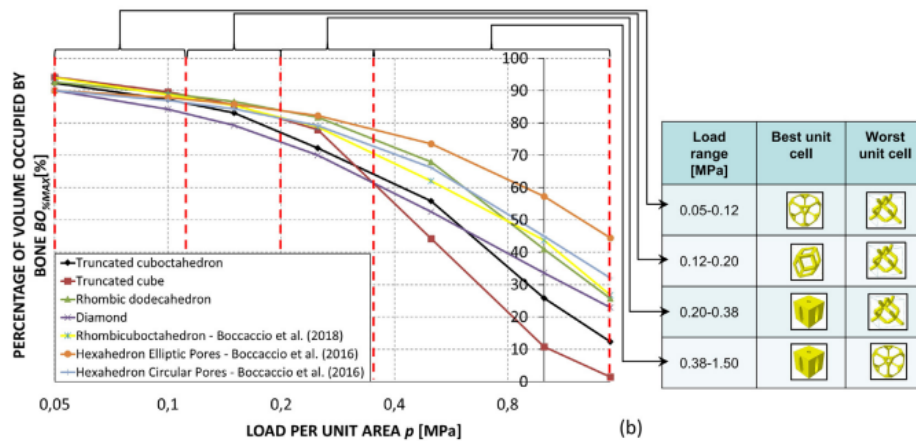 PERCENTAGE OF VOLUME OCCUPIED BY
BONE BO%MAX [%]
100
90
80
70
60
50
40
30
20
10
0
Truncated cuboctahedron
Truncated cube
Rhombic dodecahedron
Diamond
Rhombicuboctahedron - Boccaccio et al. (2018)
Hexahedron Elliptic Pores - Boccaccio et al. (2016)
Hexahedron Circular Pores - Boccaccio et al. (2016)
0,05 0,1 0,2 0,4 0,8
LOAD PER UNIT AREA p [MPa]
(b)
Load range [MPa] Best unit cell Worst unit cell
0.05-0.12
0.12-0.20
0.20-0.38
0.38-1.50